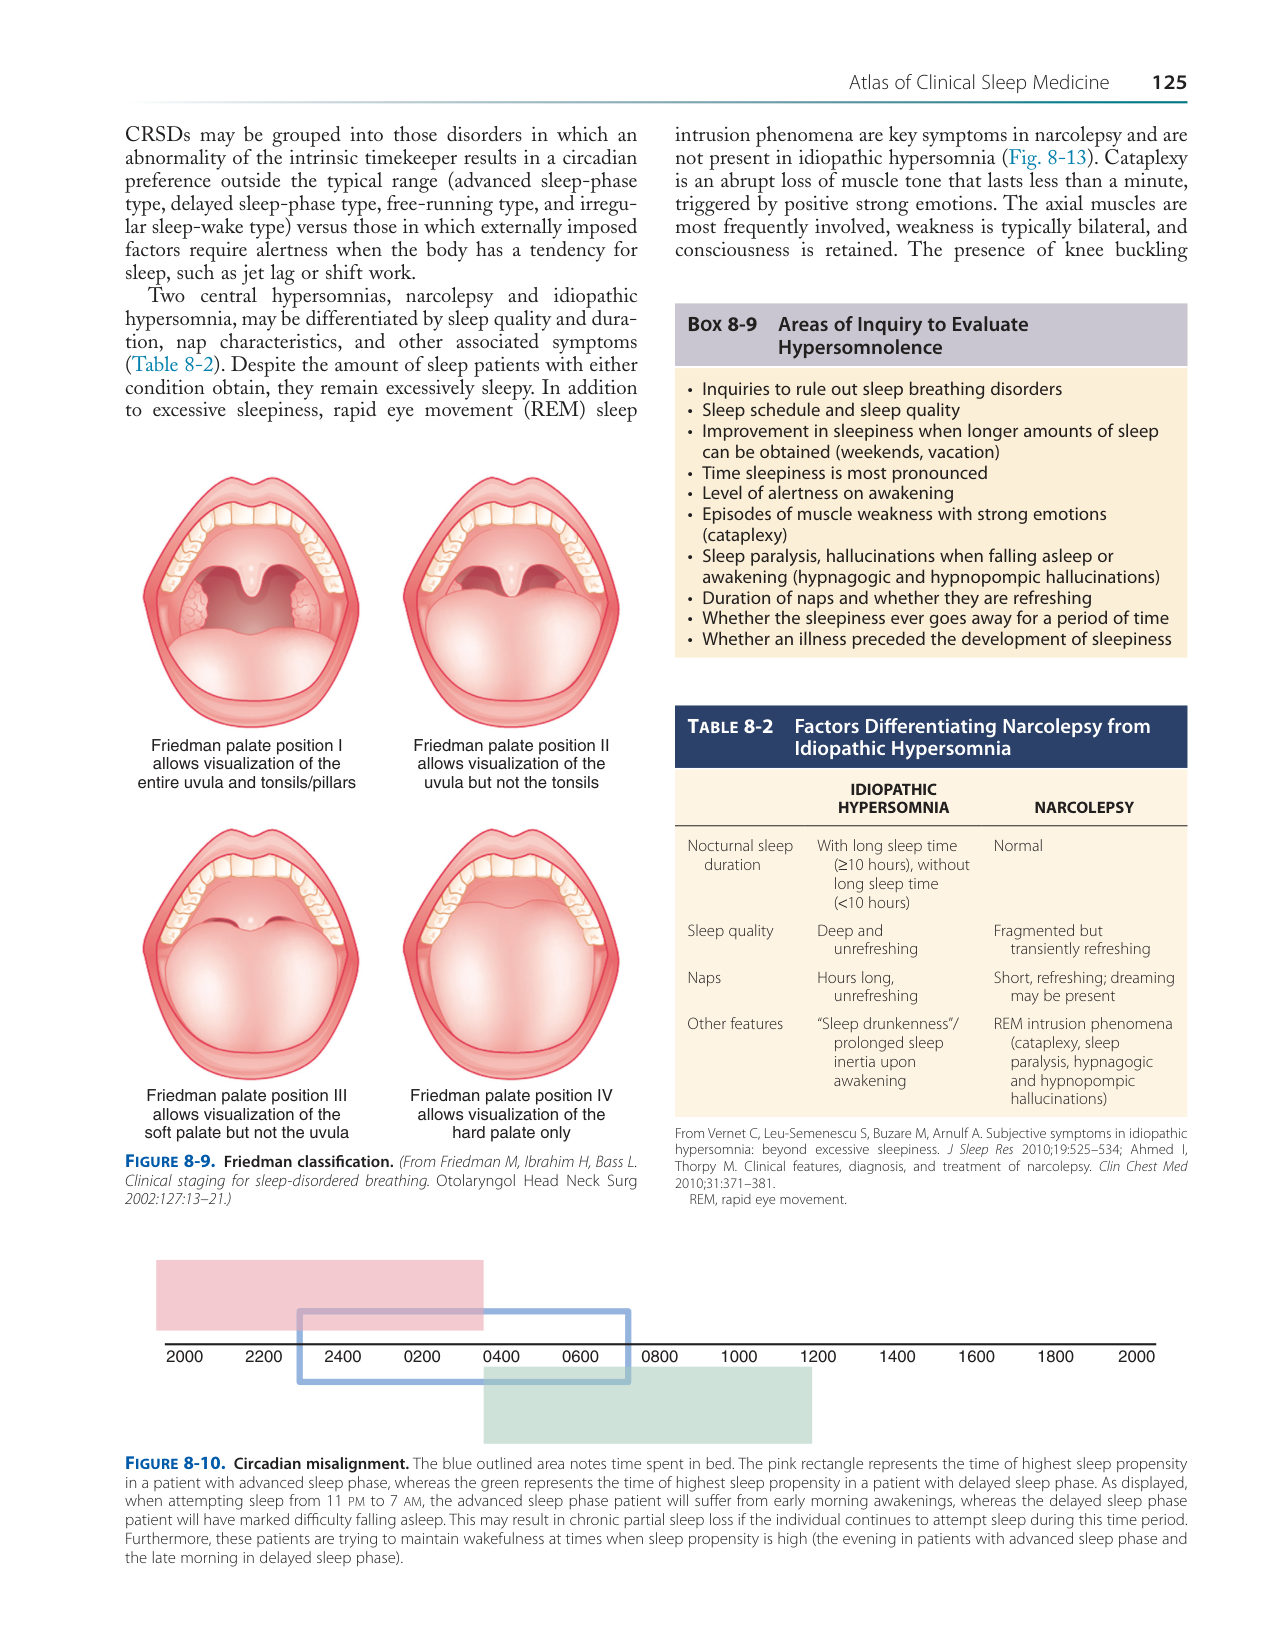 Atlas of Clinical Sleep Medicine 125
CRSDs may be grouped into those disorders in which an
abnormality of the intrinsic timekeeper results in a circadian
preference outside the typical range (advanced sleep-phase
type, delayed sleep-phase type, free-running type, and irregu-
lar sleep-wake type) versus those in which externally imposed
factors require alertness when the body has a tendency for
sleep, such as jet lag or shift work.
Two central hypersomnias, narcolepsy and idiopathic
hypersomnia, may be differentiated by sleep quality and dura-
tion, nap characteristics, and other associated symptoms
(Table 8-2). Despite the amount of sleep patients with either
condition obtain, they remain excessively sleepy. In addition
to excessive sleepiness, rapid eye movement (REM) sleep
intrusion phenomena are key symptoms in narcolepsy and are
not present in idiopathic hypersomnia (Fig. 8-13). Cataplexy
is an abrupt loss of muscle tone that lasts less than a minute,
triggered by positive strong emotions. The axial muscles are
most frequently involved, weakness is typically bilateral, and
consciousness is retained. The presence of knee buckling
Friedman palate position I
allows visualization of the
entire uvula and tonsils/pillars
Friedman palate position II
allows visualization of the
uvula but not the tonsils
Friedman palate position III
allows visualization of the
soft palate but not the uvula
Friedman palate position IV
allows visualization of the
hard palate only
FIGURE 8-9. Friedman classification. (From Friedman M, Ibrahim H, Bass L.
Clinical staging for sleep-disordered breathing. Otolaryngol Head Neck Surg
2002:127:13–21.)
BOX 8-9 Areas of Inquiry to Evaluate
Hypersomnolence
• Inquiries to rule out sleep breathing disorders
• Sleep schedule and sleep quality
• Improvement in sleepiness when longer amounts of sleep
can be obtained (weekends, vacation)
• Time sleepiness is most pronounced
• Level of alertness on awakening
• Episodes of muscle weakness with strong emotions
(cataplexy)
• Sleep paralysis, hallucinations when falling asleep or
awakening (hypnagogic and hypnopompic hallucinations)
• Duration of naps and whether they are refreshing
• Whether the sleepiness ever goes away for a period of time
• Whether an illness preceded the development of sleepiness
TABLE 8-2 Factors Differentiating Narcolepsy from
Idiopathic Hypersomnia
IDIOPATHIC
HYPERSOMNIA NARCOLEPSY
Nocturnal sleep With long sleep time Normal
duration (≥10 hours), without
long sleep time
(<10 hours)
Sleep quality Deep and Fragmented but
unrefreshing transiently refreshing
Naps Hours long, Short, refreshing; dreaming
unrefreshing may be present
Other features “Sleep drunkenness”/ REM intrusion phenomena
prolonged sleep (cataplexy, sleep
inertia upon paralysis, hypnagogic
awakening and hypnopompic
hallucinations)
From Vernet C, Leu-Semenescu S, Buzare M, Arnulf A. Subjective symptoms in idiopathic
hypersomnia: beyond excessive sleepiness. J Sleep Res 2010;19:525–534; Ahmed I,
Thorpy M. Clinical features, diagnosis, and treatment of narcolepsy. Clin Chest Med
2010;31:371–381.
REM, rapid eye movement.
2000 2200 2400 0200 0400 0600 0800 1000 1200 1400 1600 1800 2000
FIGURE 8-10. Circadian misalignment. The blue outlined area notes time spent in bed. The pink rectangle represents the time of highest sleep propensity
in a patient with advanced sleep phase, whereas the green represents the time of highest sleep propensity in a patient with delayed sleep phase. As displayed,
when attempting sleep from 11 PM to 7 AM, the advanced sleep phase patient will suffer from early morning awakenings, whereas the delayed sleep phase
patient will have marked difficulty falling asleep. This may result in chronic partial sleep loss if the individual continues to attempt sleep during this time period.
Furthermore, these patients are trying to maintain wakefulness at times when sleep propensity is high (the evening in patients with advanced sleep phase and
the late morning in delayed sleep phase).